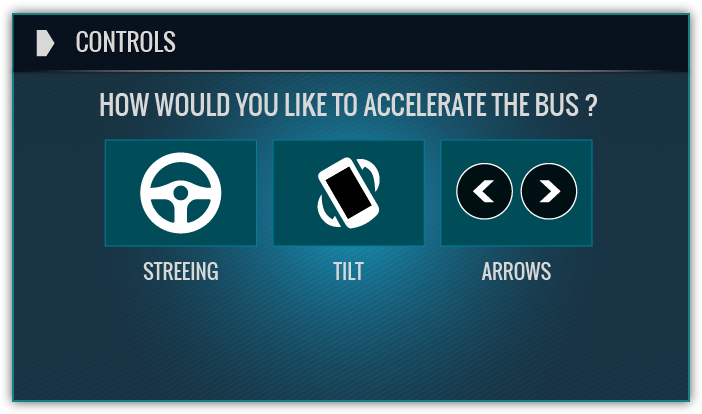 CONTROLS
HOW WOULD YOU LIKE TO ACCELERATE THE BUS ?
STREEING
TILT
ARROWS